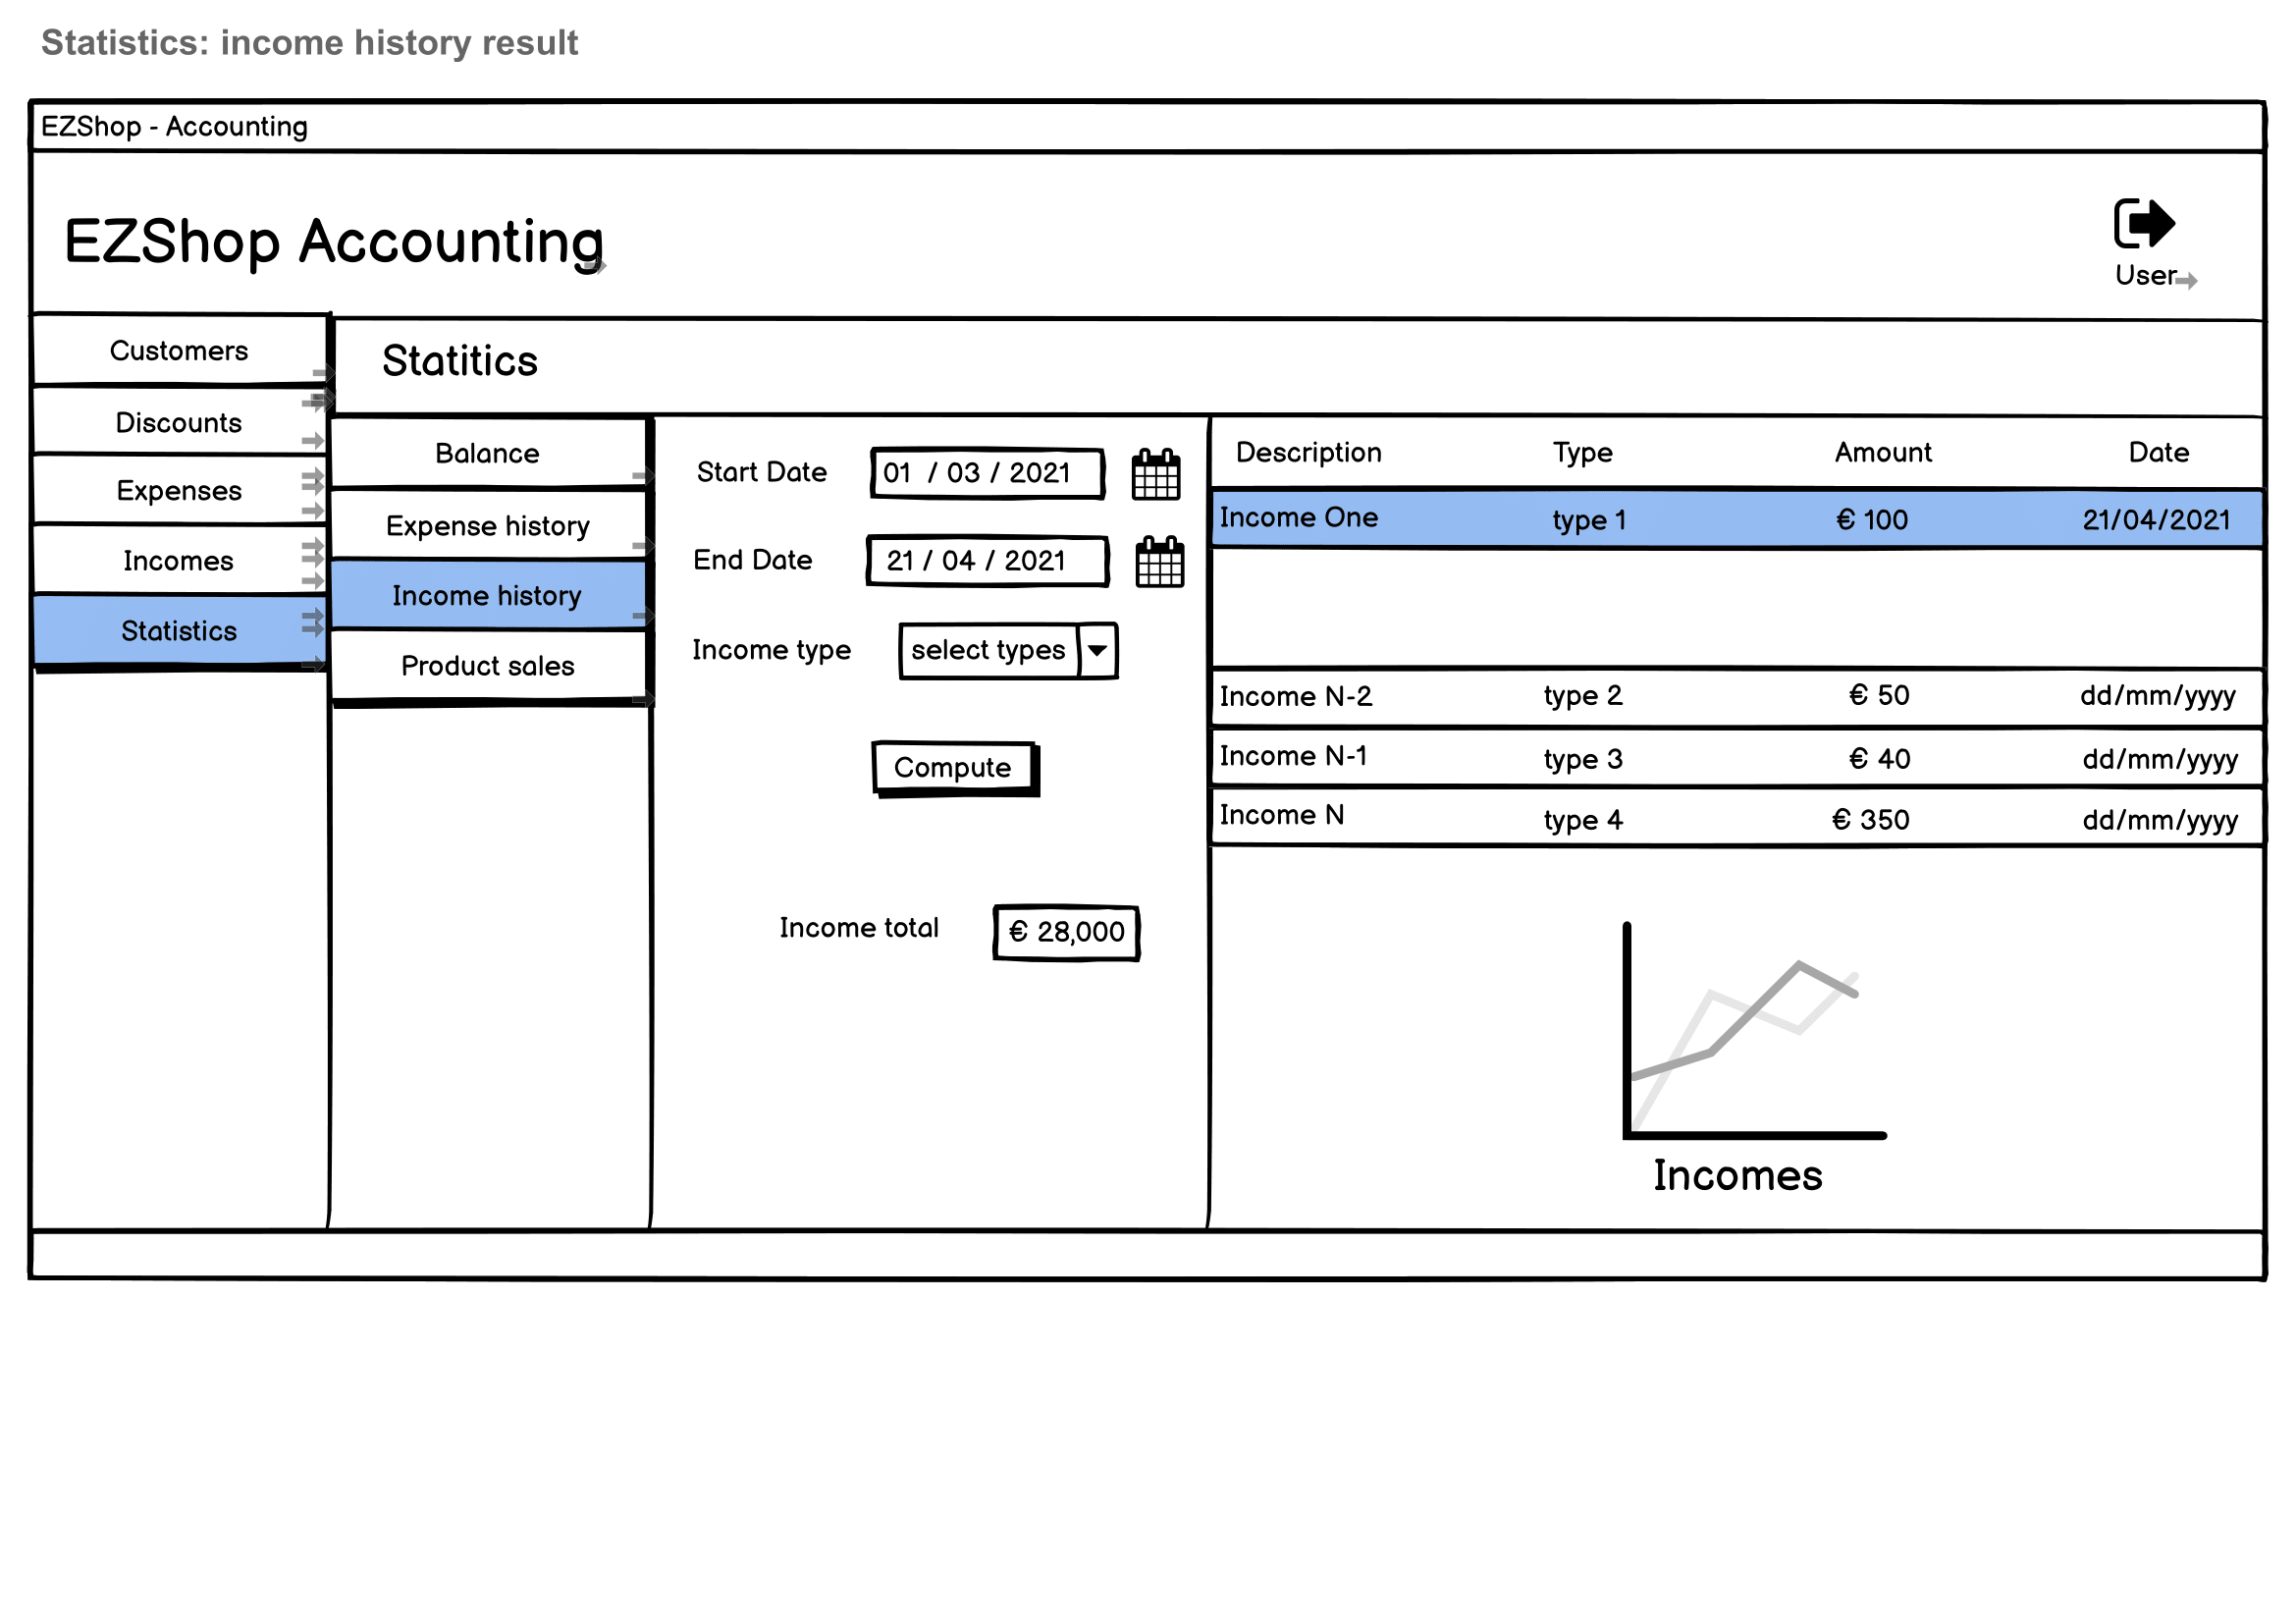 Statistics: income history result
EZShop - Accounting
EZShop Accounting
User
Customers
Discounts
Expenses
Incomes
Statistics
Statitics
Balance
Expense history
Income history
Product sales
Start Date 01 / 03 / 2021
End Date 21 / 04 / 2021
Income type select types
Compute
Income total € 28,000
Description Type Amount Date
Income One type 1 € 100 21/04/2021
Income N-2 type 2 € 50 dd/mm/yyyy
Income N-1 type 3 € 40 dd/mm/yyyy
Income N type 4 € 350 dd/mm/yyyy
Incomes